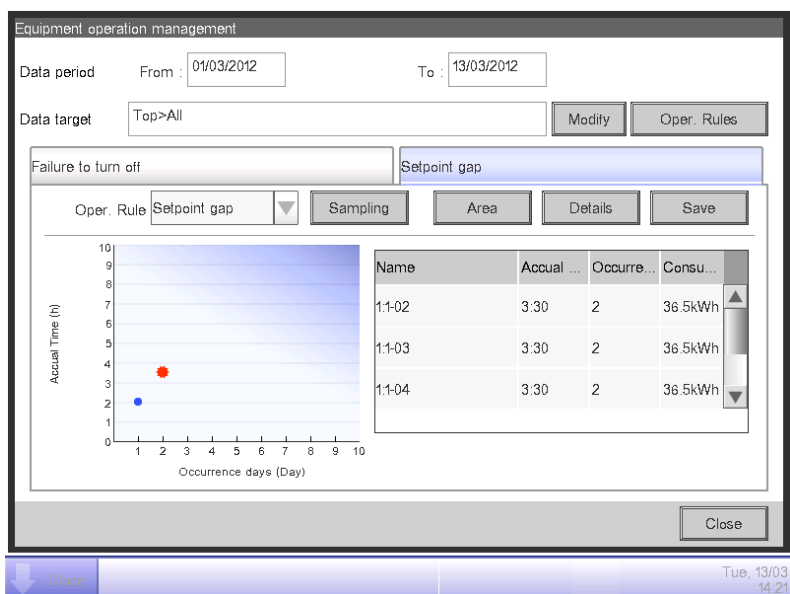 Equipment operation management
Data period From : 01/03/2012 To : 13/03/2012
Data target Top>All Modify Oper. Rules
Failure to turn off Setpoint gap
Oper. Rule Setpoint gap Sampling Area Details Save
Name Accual ... Occurre... Consu...
1:1-02 3:30 2 36.5kWh
1:1-03 3:30 2 36.5kWh
1:1-04 3:30 2 36.5kWh
Accual Time (h)
10
9
8
7
6
5
4
3
2
1
0
1 2 3 4 5 6 7 8 9 10
Occurrence days (Day)
Close
Close
Tue, 13/03
14:21